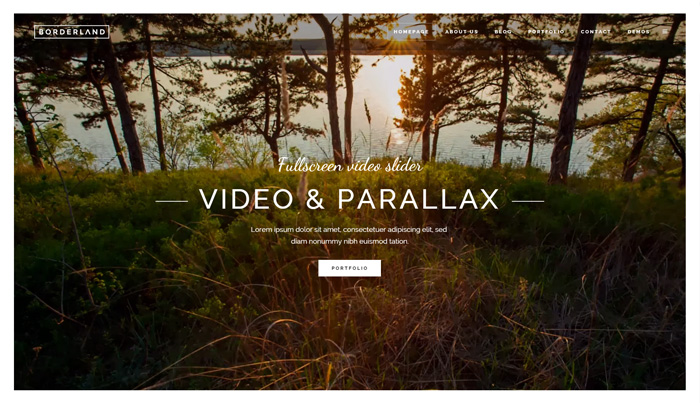 BORDERLAND
HOMEPAGE ABOUT US BLOG PORTFOLIO CONTACT DEMOS
Fullscreen video slider
VIDEO & PARALLAX
Lorem ipsum dolor sit amet, consectetuer adipiscing elit, sed
diam nonummy nibh euismod tation.
PORTFOLIO